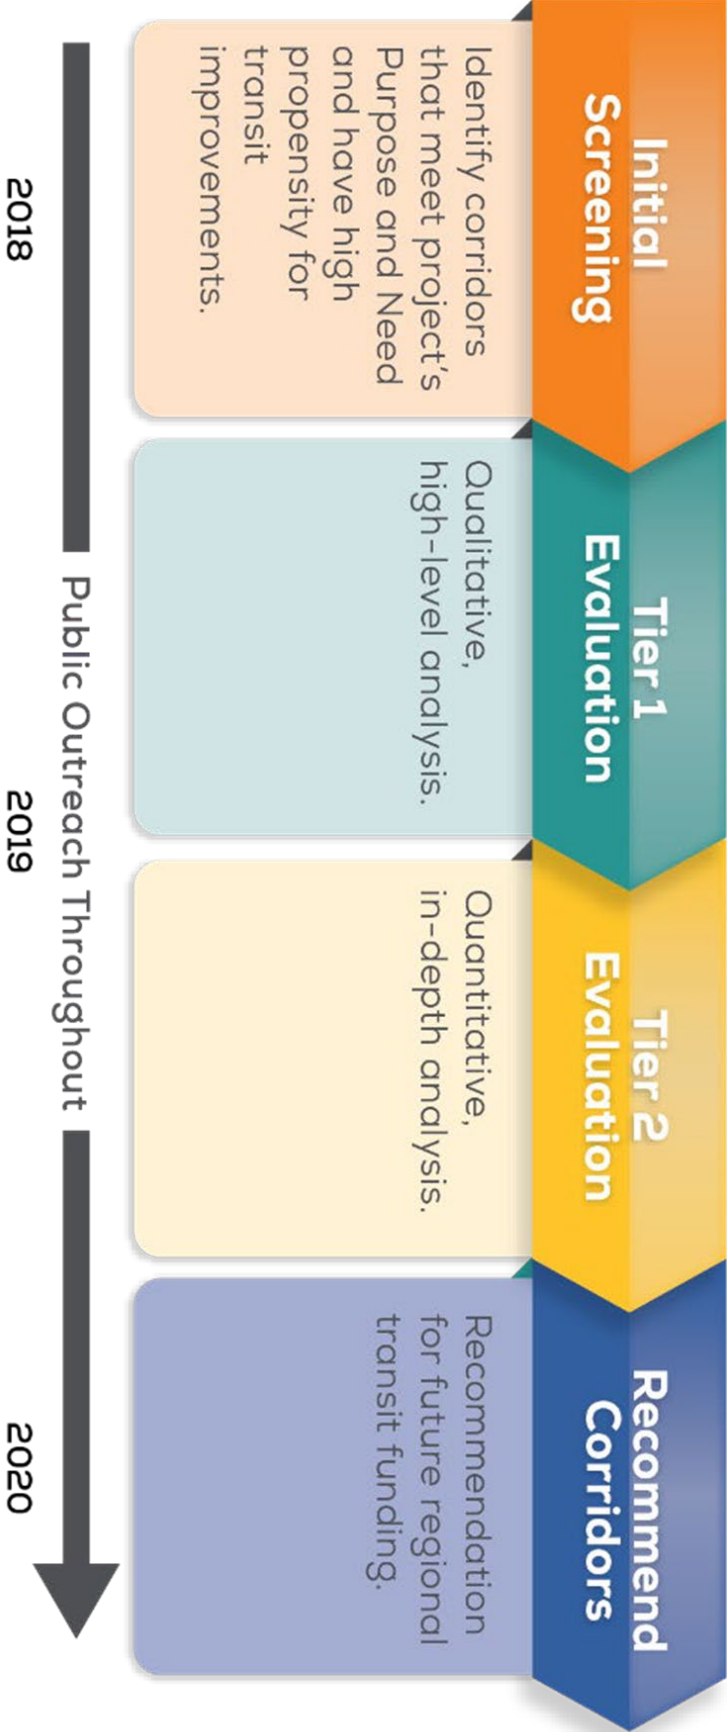 Initial
Screening
Identify corridors
that meet project's
Purpose and Need
and have high
propensity for
transit
improvements.
Tier 1
Evaluation
Qualitative,
high-level analysis.
Tier 2
Evaluation
Quantitative,
in-depth analysis.
Recommend
Corridors
Recommendation
for future regional
transit funding.
Public Outreach Throughout
2018
2019
2020